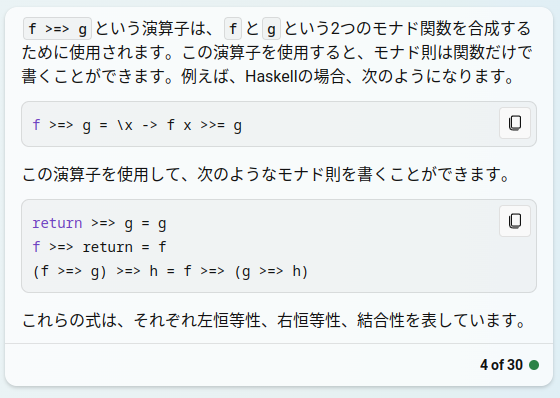 f >=> g という演算子は、 f と g という2つのモナド関数を合成する
ために使用されます。この演算子を使用すると、モナド則は関数だけで
書くことができます。例えば、Haskellの場合、次のようになります。
f >=> g = \x -> f x >>= g
この演算子を使用して、次のようなモナド則を書くことができます。
return >=> g = g
f >=> return = f
(f >=> g) >=> h = f >=> (g >=> h)
これらの式は、それぞれ左恒等性、右恒等性、結合性を表しています。
4 of 30